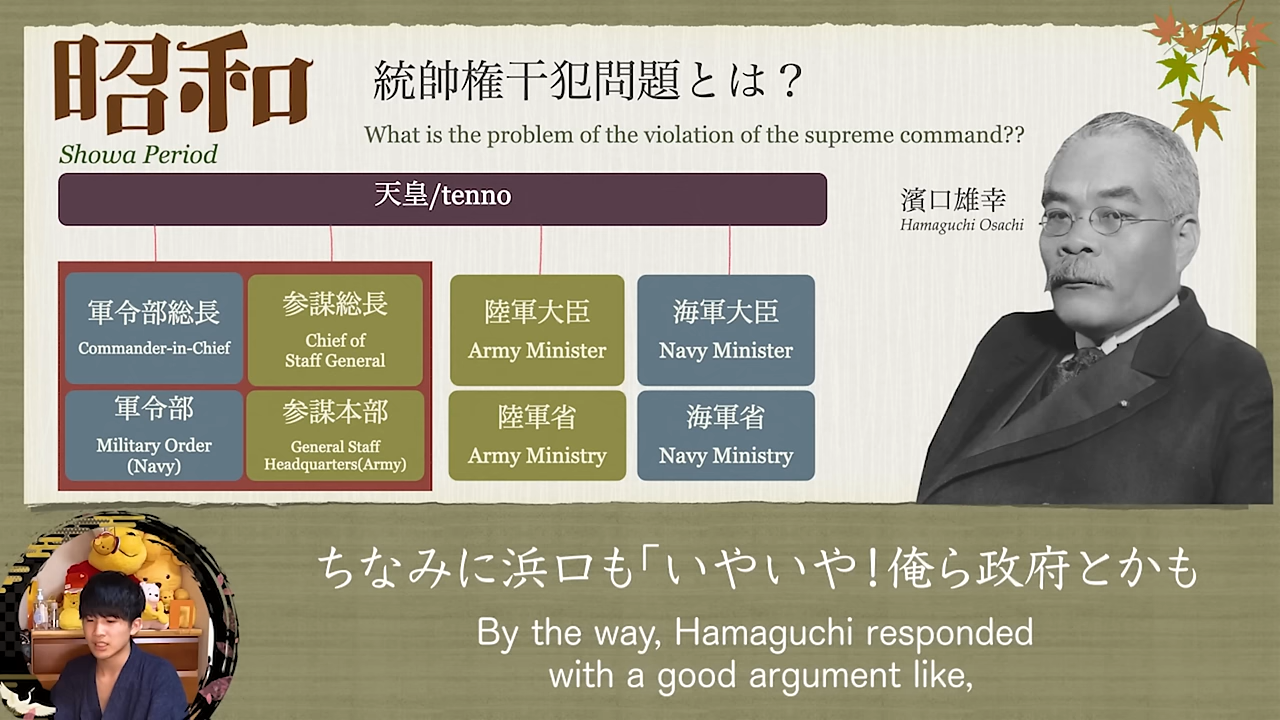 昭和
Showa Period
統帥権干犯問題とは？
What is the problem of the violation of the supreme command??
天皇/tenno
濱口雄幸
Hamaguchi Osachi
軍令部総長
Commander-in-Chief
参謀総長
Chief of
Staff General
陸軍大臣
Army Minister
海軍大臣
Navy Minister
軍令部
Military Order
(Navy)
参謀本部
General Staff
Headquarters(Army)
陸軍省
Army Ministry
海軍省
Navy Ministry
ちなみに浜口も「いやいや！俺ら政府とかも
By the way, Hamaguchi responded
with a good argument like,